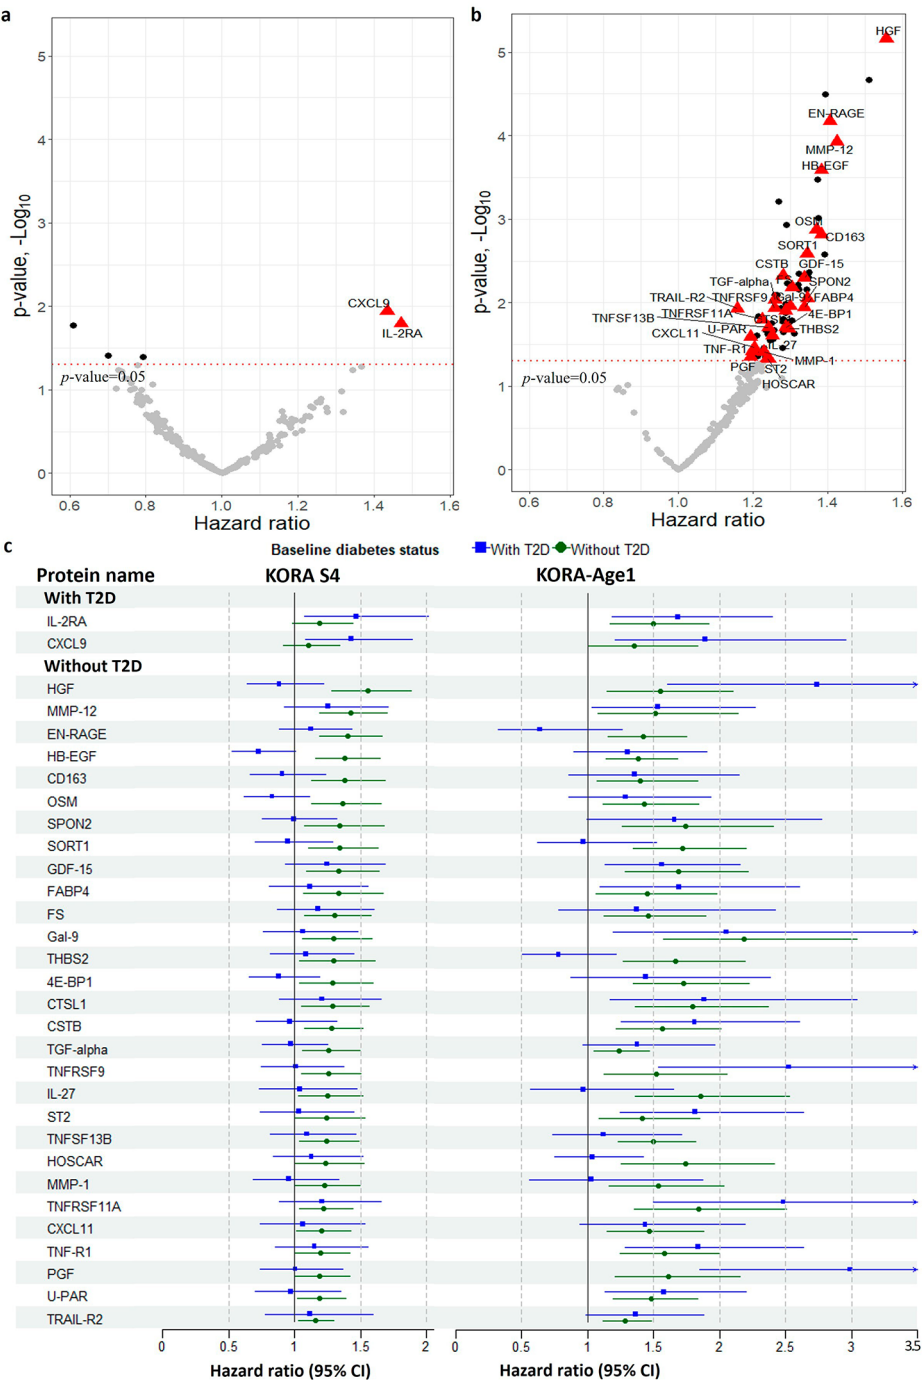 a
b
5
4
3
2
1
0
p-value, -Log10
CXCL9
IL-2RA
p-value=0.05
0.6
0.8
1.0
1.2
1.4
1.6
Hazard ratio
5
4
3
2
1
0
p-value, -Log10
HGF
EN-RAGE
MMP-12
HB-EGF
OSM
CD163
SORT1
CSTB
GDF-15
TGF-alpha
SPON2
TRAIL-R2
TNFRSF9
Gal-9
FABP4
TNFSF13B
TNFRSF11A
4E-BP1
CXCL11
U-PAR
THBS2
TNF-R1
IL-27
MMP-1
PGF
ST2
HOSCAR
p-value=0.05
0.6
0.8
1.0
1.2
1.4
1.6
Hazard ratio
c
Baseline diabetes status
With T2D
Without T2D
Protein name
KORA S4
KORA-Age1
With T2D
IL-2RA
CXCL9
Without T2D
HGF
MMP-12
EN-RAGE
HB-EGF
CD163
OSM
SPON2
SORT1
GDF-15
FABP4
FS
Gal-9
THBS2
4E-BP1
CTSL1
CSTB
TGF-alpha
TNFRSF9
IL-27
ST2
TNFSF13B
HOSCAR
MMP-1
TNFRSF11A
CXCL11
TNF-R1
PGF
U-PAR
TRAIL-R2
0 0.5 1 1.5 2
0 0.5 1 1.5 2 2.5 3 3.5
Hazard ratio (95% CI)
Hazard ratio (95% CI)